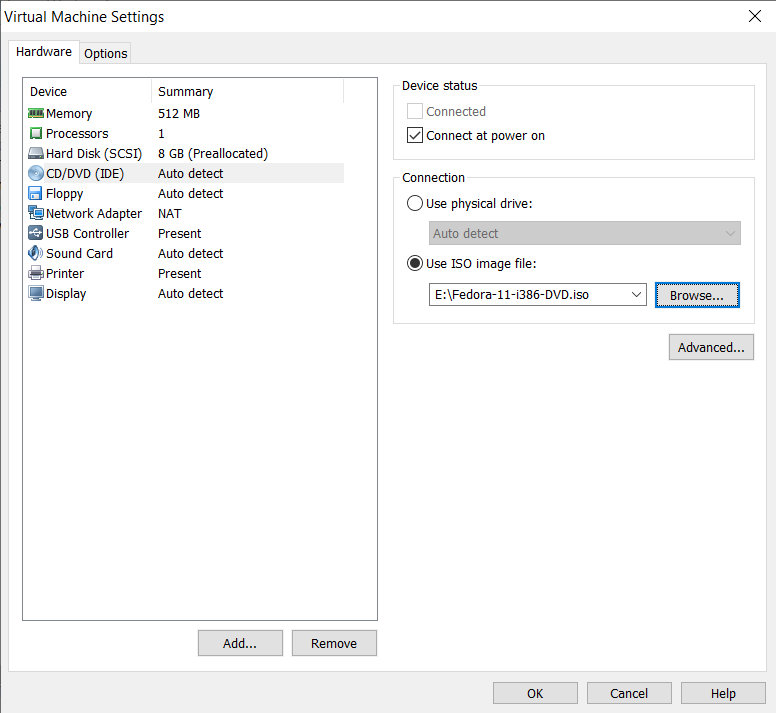 Virtual Machine Settings
Hardware
Options
Device Summary
Memory 512 MB
Processors 1
Hard Disk (SCSI) 8 GB (Preallocated)
CD/DVD (IDE) Auto detect
Floppy Auto detect
Network Adapter NAT
USB Controller Present
Sound Card Auto detect
Printer Present
Display Auto detect
Add... Remove
Device status
Connected
Connect at power on
Connection
Use physical drive:
Auto detect
Use ISO image file:
E:\Fedora-11-i386-DVD.iso Browse...
Advanced...
OK Cancel Help